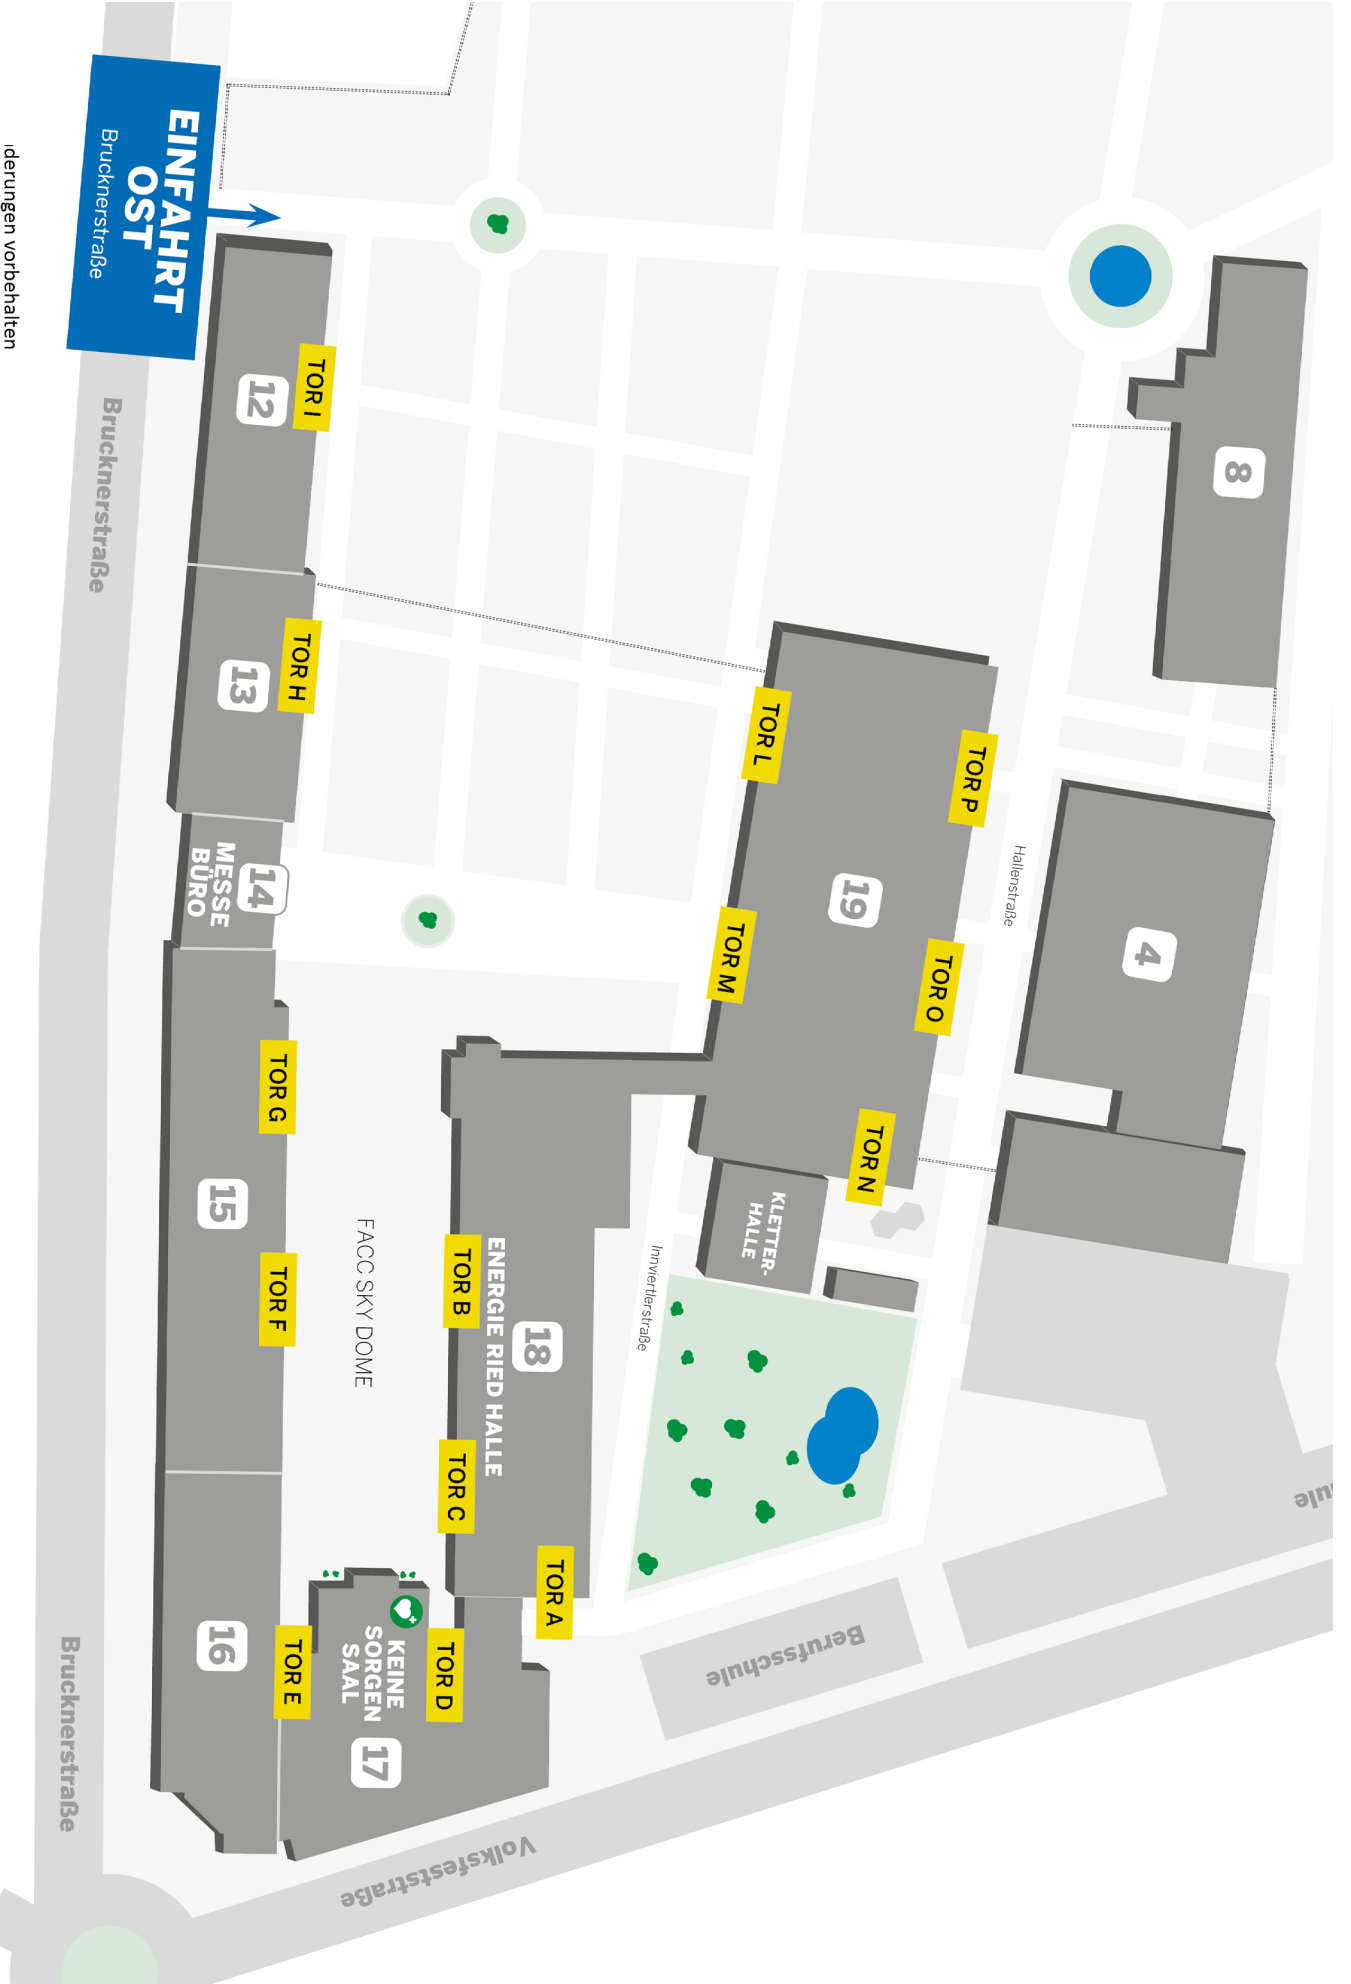 EINFAHRT
OST
Brucknerstraße
derungen vorbehalten
Brucknerstraße
TOR I
12
TOR H
13
14
MESSE
BÜRO
TOR G
15
TOR F
FACC SKY DOME
16
TOR E
Brucknerstraße
8
TOR L
TOR P
19
TOR M
TOR O
Hallenstraße
4
TOR N
KLETTER-
HALLE
Innviertlerstraße
TOR B
18
ENERGIE RIED HALLE
TOR C
TOR A
TOR D
KEINE
SORGEN
SAAL
17
Berufsschule
Volksfeststraße